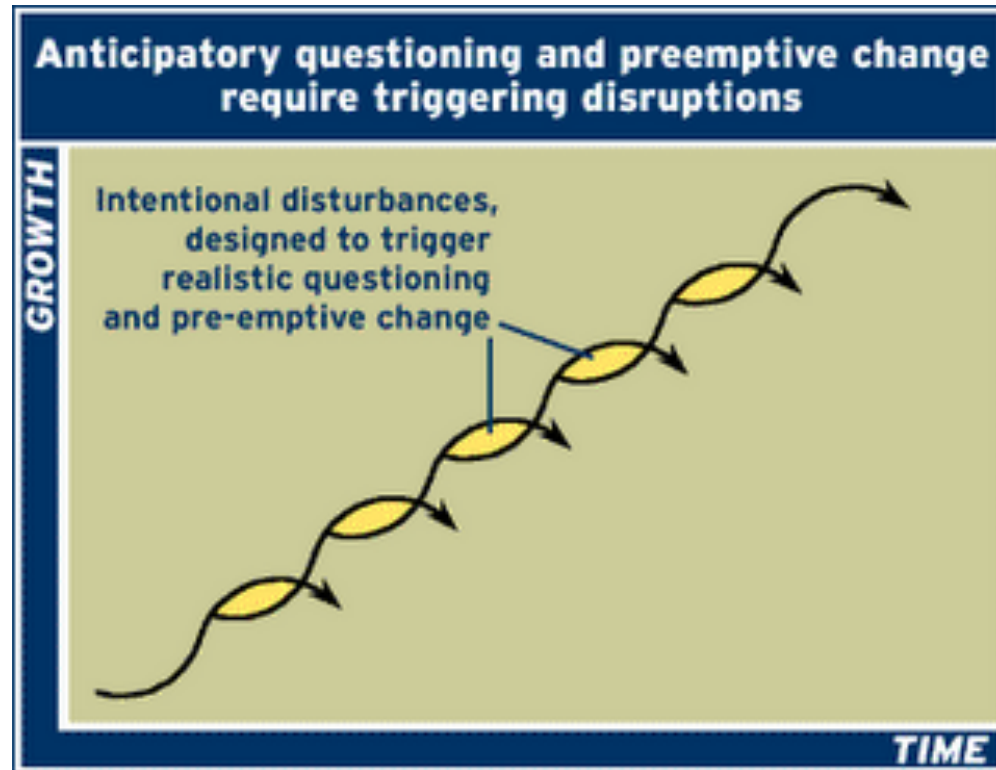 Anticipatory questioning and preemptive change
require triggering disruptions
GROWTH
Intentional disturbances,
designed to trigger
realistic questioning
and pre-emptive change
TIME